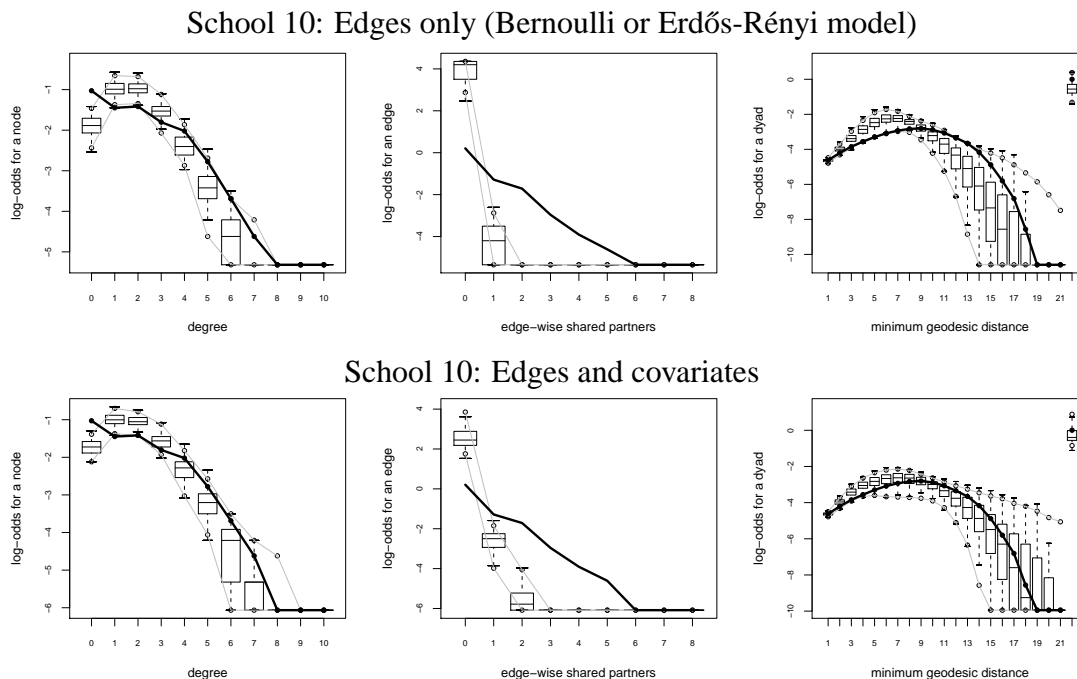 School 10: Edges only (Bernoulli or Erdős-Rényi model)
log−odds for a node
−1
−2
−3
−4
−5
0 1 2 3 4 5 6 7 8 9 10
degree
log−odds for an edge
4
2
0
−2
−4
0 1 2 3 4 5 6 7 8
edge−wise shared partners
log−odds for a dyad
0
−2
−4
−6
−8
−10
1 3 5 7 9 11 13 15 17 19 21
minimum geodesic distance
School 10: Edges and covariates
log−odds for a node
−1
−2
−3
−4
−5
−6
0 1 2 3 4 5 6 7 8 9 10
degree
log−odds for an edge
4
2
0
−2
−4
−6
0 1 2 3 4 5 6 7 8
edge−wise shared partners
log−odds for a dyad
0
−2
−4
−6
−8
−10
1 3 5 7 9 11 13 15 17 19 21
minimum geodesic distance